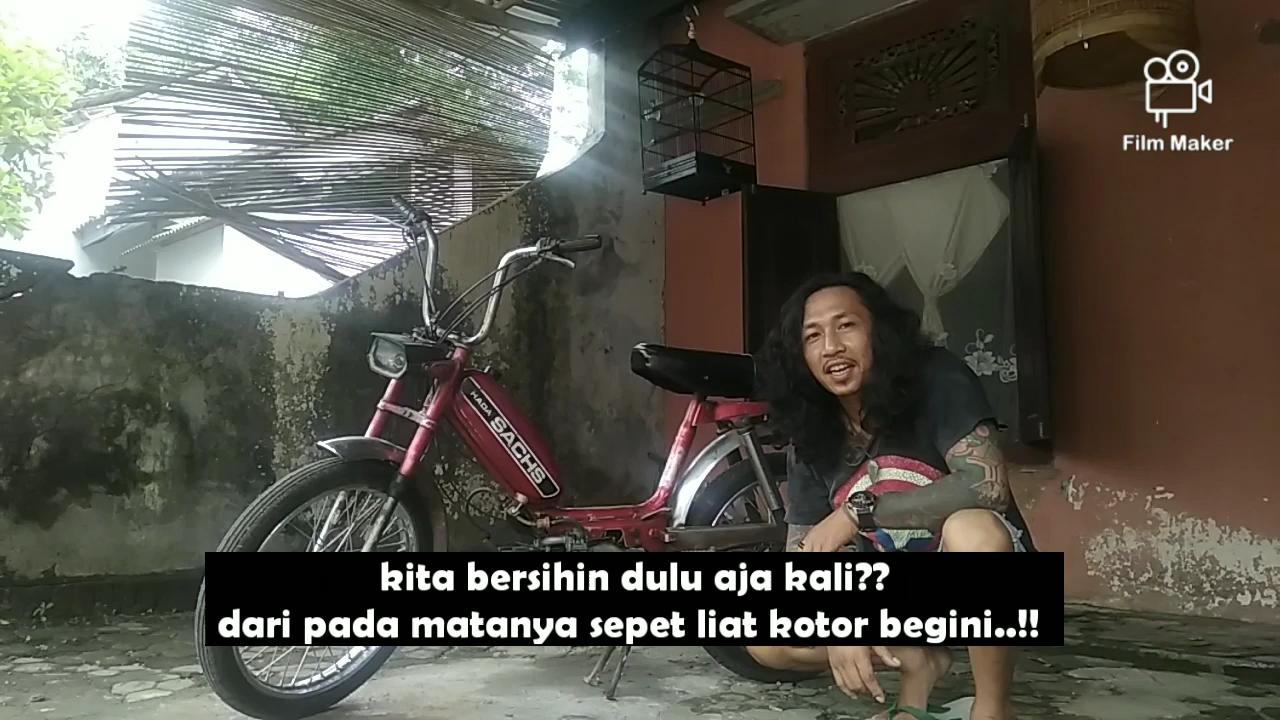 Film Maker
HADA SACHS
kita bersihin dulu aja kali??
dari pada matanya sepet liat kotor begini..!!